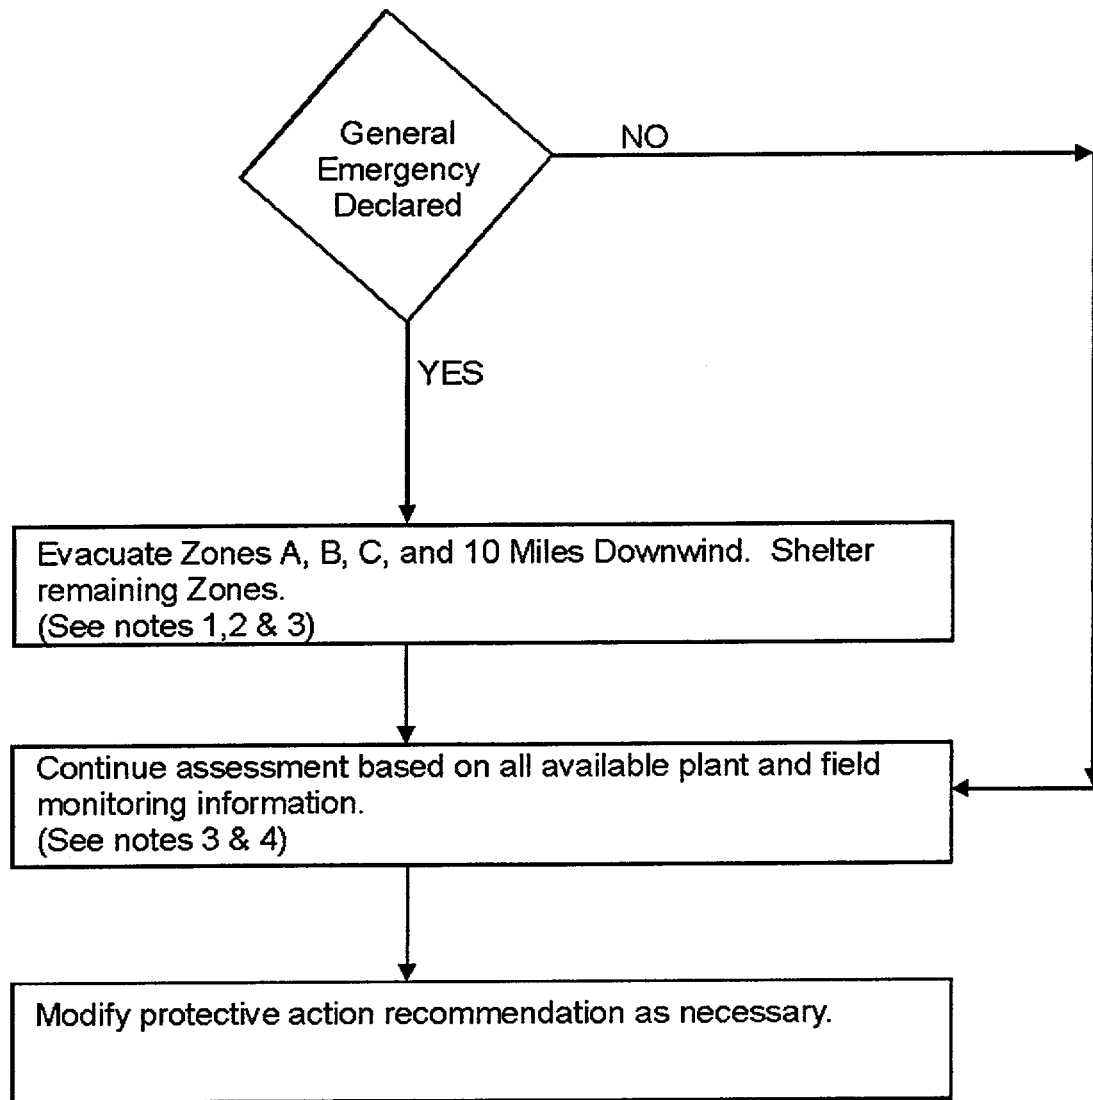 General
Emergency
Declared
NO
YES
Evacuate Zones A, B, C, and 10 Miles Downwind. Shelter
remaining Zones.
(See notes 1,2 & 3)
Continue assessment based on all available plant and field
monitoring information.
(See notes 3 & 4)
Modify protective action recommendation as necessary.